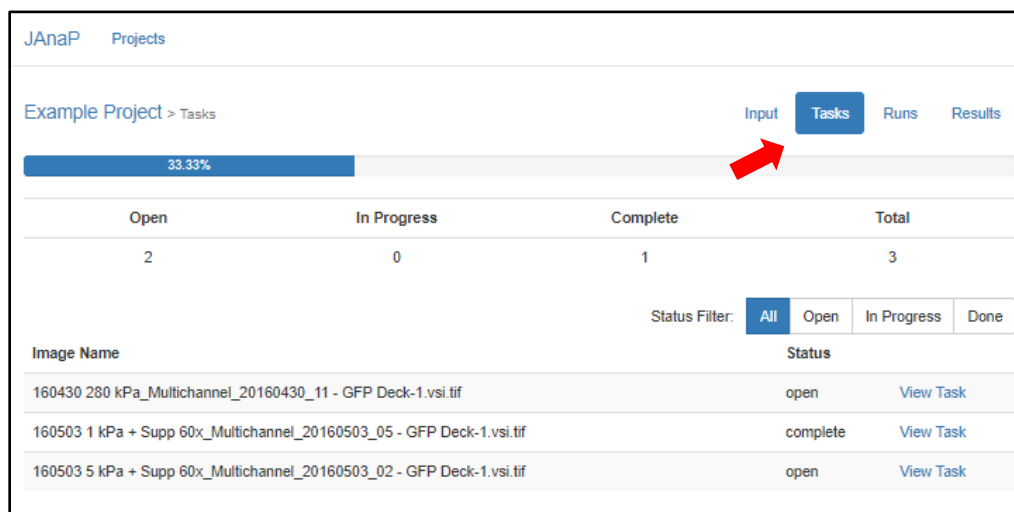 JAnaP Projects
Example Project > Tasks Input Tasks Runs Results
33.33%
Open In Progress Complete Total
2 0 1 3
Status Filter: All Open In Progress Done
Image Name Status
160430 280 kPa_Multichannel_20160430_11 - GFP Deck-1.vsi.tif open View Task
160503 1 kPa + Supp 60x_Multichannel_20160503_05 - GFP Deck-1.vsi.tif complete View Task
160503 5 kPa + Supp 60x_Multichannel_20160503_02 - GFP Deck-1.vsi.tif open View Task